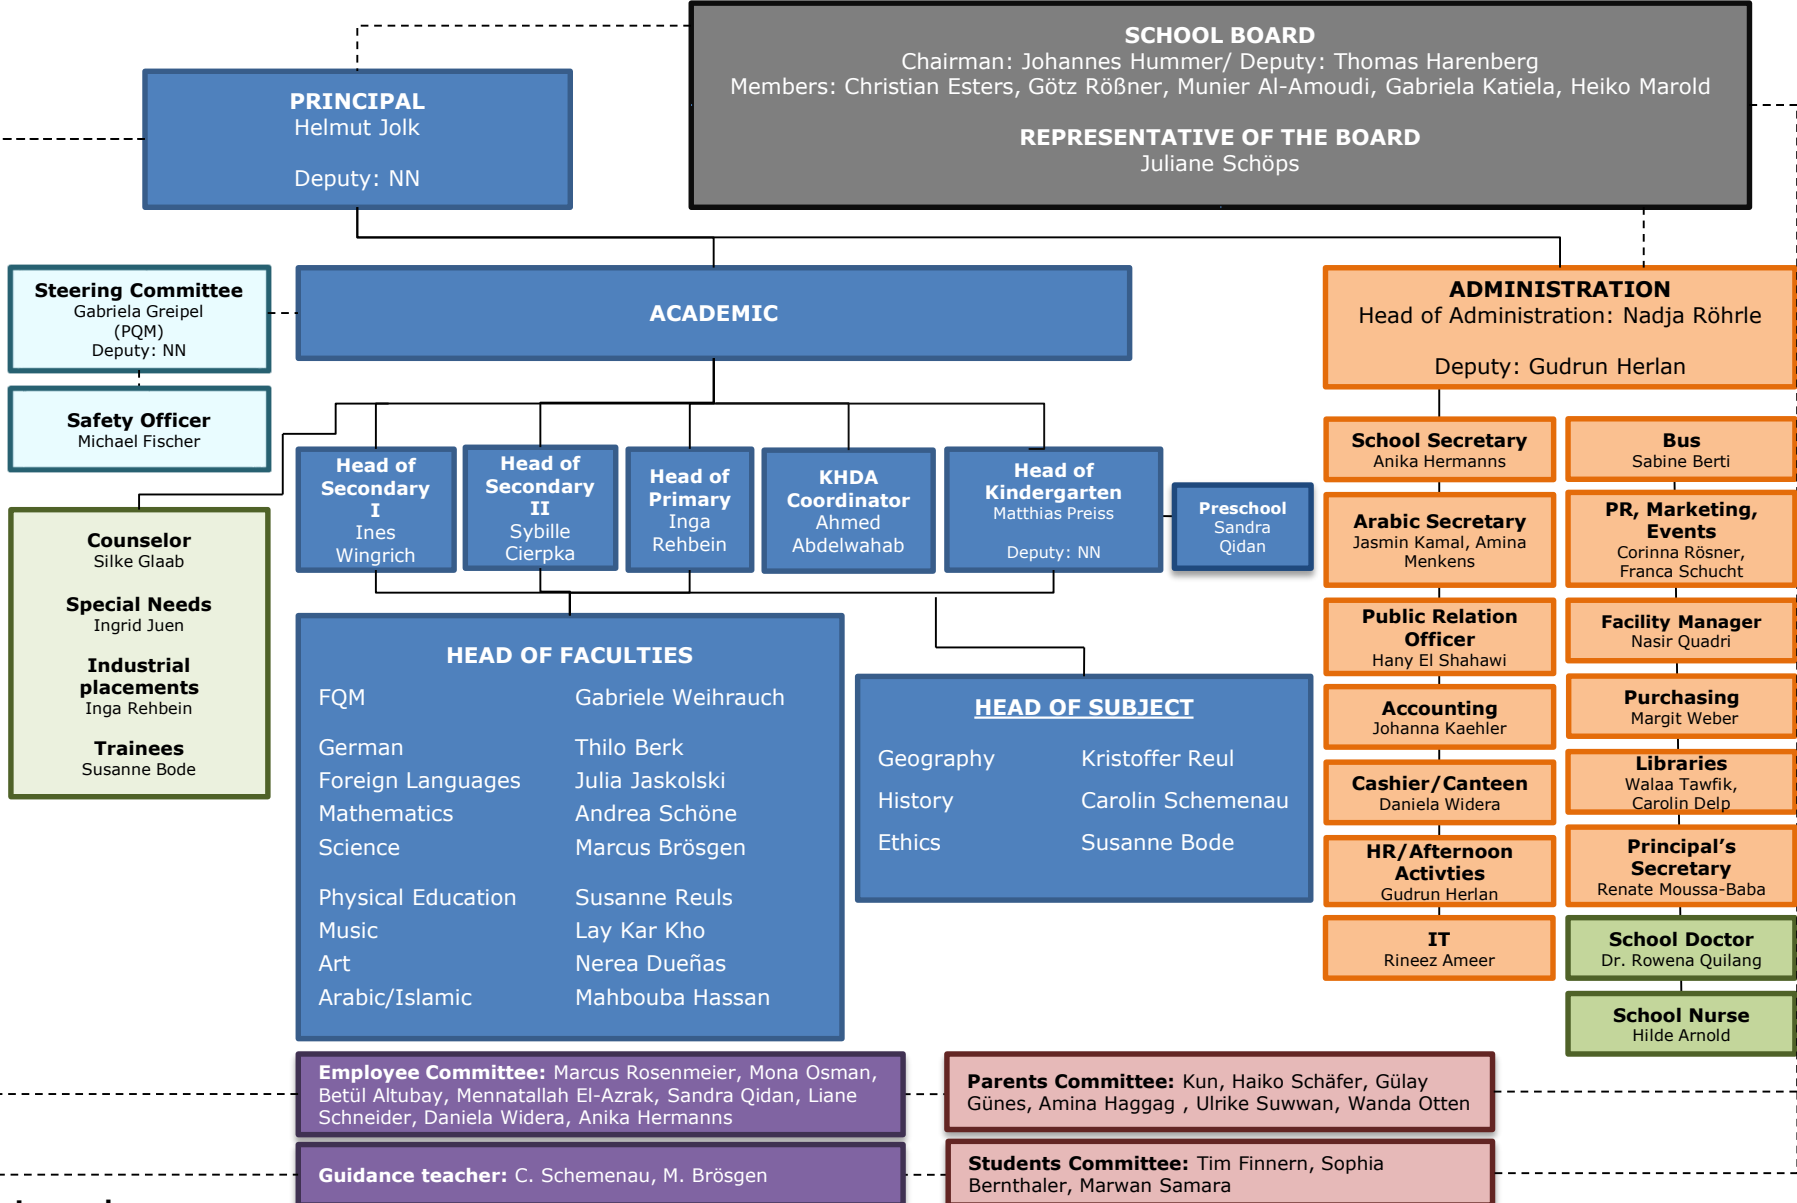 SCHOOL BOARD
Chairman: Johannes Hummer/ Deputy: Thomas Harenberg
Members: Christian Esters, Götz Rößner, Munier Al-Amoudi, Gabriela Katiela, Heiko Marold
REPRESENTATIVE OF THE BOARD
Juliane Schöps
PRINCIPAL
Helmut Jolk
Deputy: NN
Steering Committee
Gabriela Greipel
(PQM)
Deputy: NN
Safety Officer
Michael Fischer
ACADEMIC
ADMINISTRATION
Head of Administration: Nadja Röhrle
Deputy: Gudrun Herlan
Counselor
Silke Glaab
Special Needs
Ingrid Juen
Industrial
placements
Inga Rehbein
Trainees
Susanne Bode
Head of
Secondary
I
Ines
Wingrich
Head of
Secondary
II
Sybille
Cierpka
Head of
Primary
Inga
Rehbein
KHDA
Coordinator
Ahmed
Abdelwahab
Head of
Kindergarten
Matthias Preiss
Deputy: NN
Preschool
Sandra
Qidan
HEAD OF FACULTIES
FQM Gabriele Weihrauch
German Thilo Berk
Foreign Languages Julia Jaskolski
Mathematics Andrea Schöne
Science Marcus Brösgen
Physical Education Susanne Reuls
Music Lay Kar Kho
Art Nerea Dueñas
Arabic/Islamic Mahbouba Hassan
HEAD OF SUBJECT
Geography Kristoffer Reul
History Carolin Schemenau
Ethics Susanne Bode
School Secretary
Anika Hermanns
Arabic Secretary
Jasmin Kamal, Amina
Menkens
Public Relation
Officer
Hany El Shahawi
Accounting
Johanna Kaehler
Cashier/Canteen
Daniela Widera
HR/Afternoon
Activties
Gudrun Herlan
IT
Rineez Ameer
Bus
Sabine Berti
PR, Marketing,
Events
Corinna Rösner,
Franca Schucht
Facility Manager
Nasir Quadri
Purchasing
Margit Weber
Libraries
Walaa Tawfik,
Carolin Delp
Principal's
Secretary
Renate Moussa-Baba
School Doctor
Dr. Rowena Quilang
School Nurse
Hilde Arnold
Employee Committee: Marcus Rosenmeier, Mona Osman,
Betül Altubay, Mennatallah El-Azrak, Sandra Qidan, Liane
Schneider, Daniela Widera, Anika Hermanns
Parents Committee: Kun, Haiko Schäfer, Gülay
Günes, Amina Haggag , Ulrike Suwwan, Wanda Otten
Guidance teacher: C. Schemenau, M. Brösgen
Students Committee: Tim Finnern, Sophia
Bernthaler, Marwan Samara